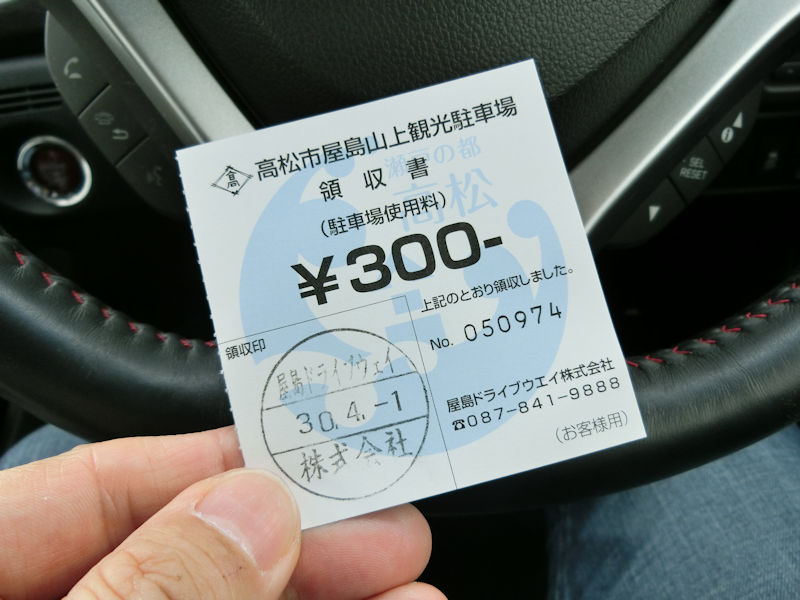 高
高松市屋島山上観光駐車場
瀬戸の都
高松
領収書
(駐車場使用料)
¥300-
上記のとおり領収しました。
No. 050974
領収印
屋島ドライブウェイ
30.4.-1
株式会社
屋島ドライブウエイ株式会社
☎087-841-9888
(お客様用)
SEL
RESET